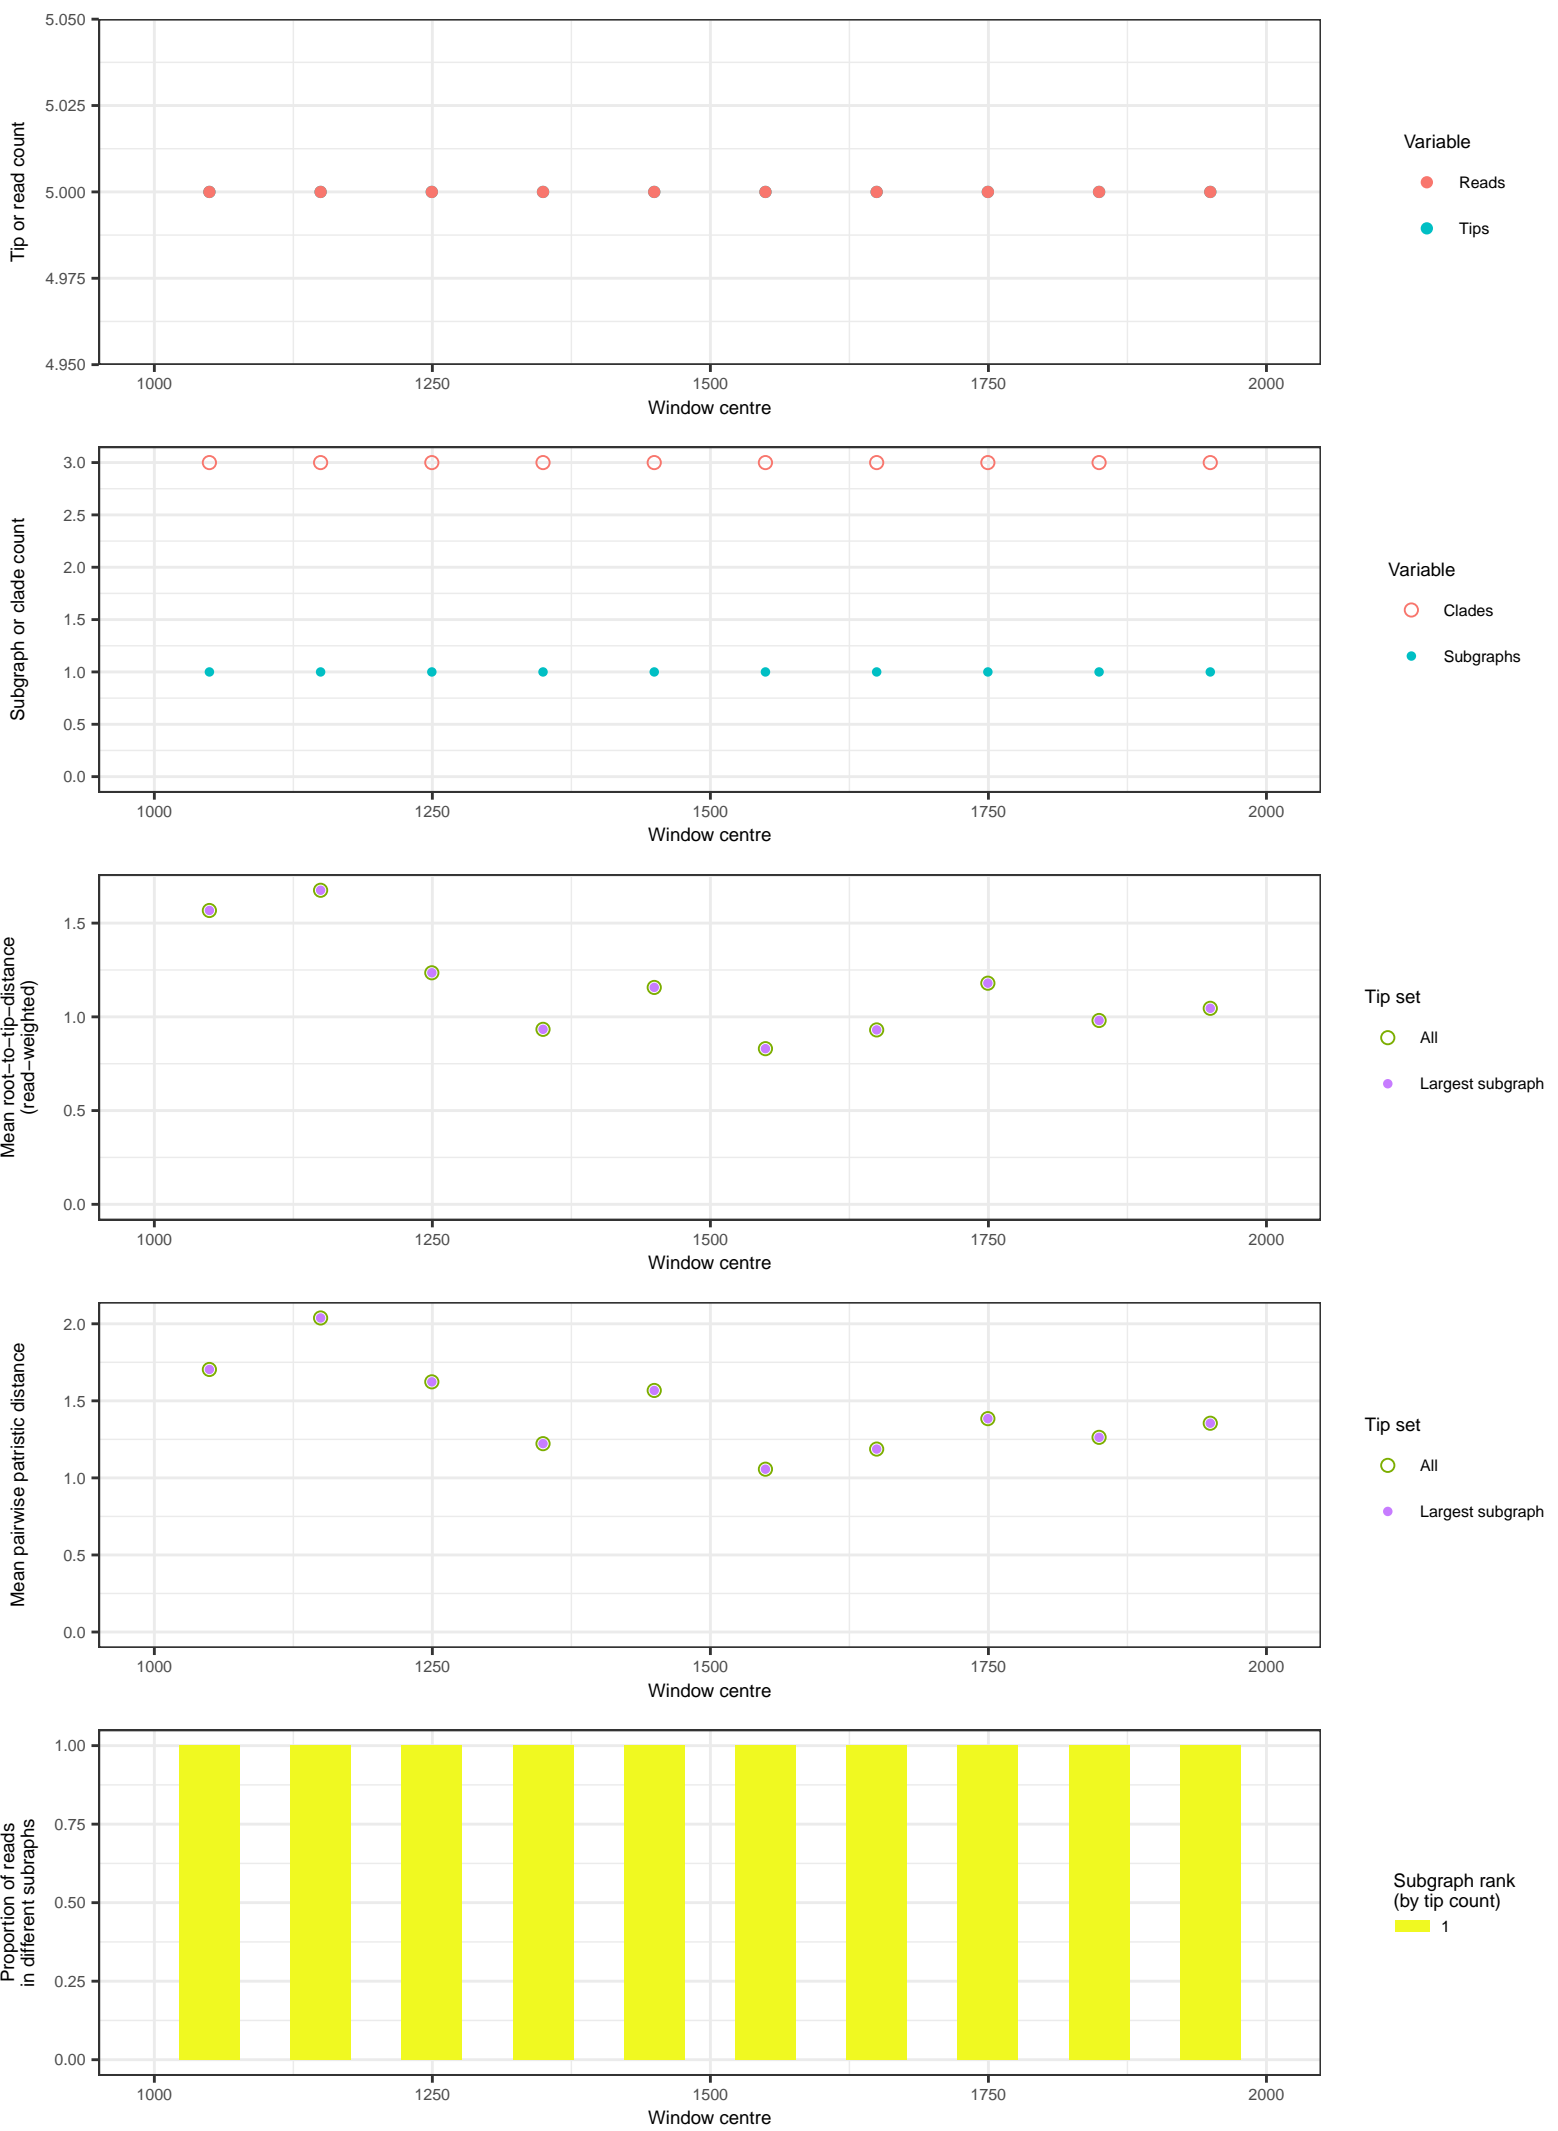 5.050
5.025
5.000
4.975
4.950
Tip or read count
1000 1250 1500 1750 2000
Window centre
Variable
Reads
Tips
3.0
2.5
2.0
1.5
1.0
0.5
0.0
Subgraph or clade count
1000 1250 1500 1750 2000
Window centre
Variable
Clades
Subgraphs
1.5
1.0
0.5
0.0
Mean root−to−tip−distance
(read−weighted)
1000 1250 1500 1750 2000
Window centre
Tip set
All
Largest subgraph
2.0
1.5
1.0
0.5
0.0
Mean pairwise patristic distance
1000 1250 1500 1750 2000
Window centre
Tip set
All
Largest subgraph
1.00
0.75
0.50
0.25
0.00
Proportion of reads
in different subraphs
1000 1250 1500 1750 2000
Window centre
Subgraph rank
(by tip count)
1